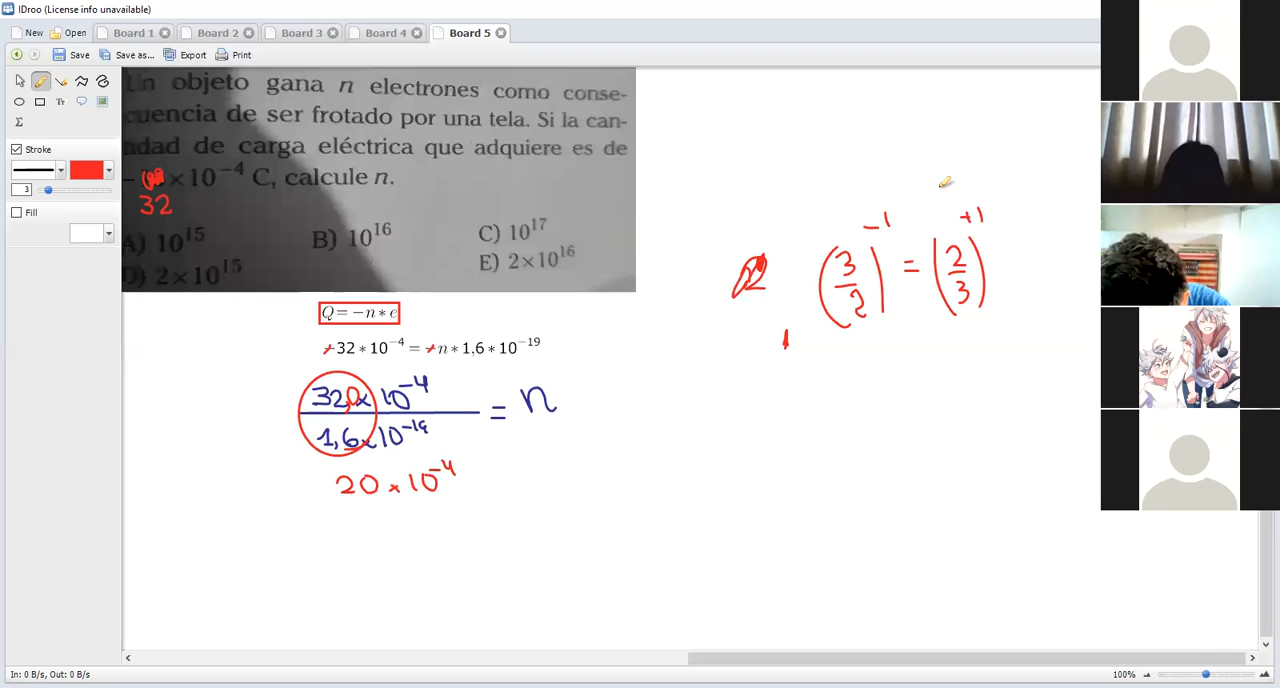 IDroo (License info unavailable)
New Open Board 1 Board 2 Board 3 Board 4 Board 5
Save Save as... Export Print
Un objeto gana n electrones como conse-
cuencia de ser frotado por una tela. Si la can-
tidad de carga eléctrica que adquiere es de
×10⁻⁴ C, calcule n.
32
A) 10¹⁵ B) 10¹⁶ C) 10¹⁷
D) 2×10¹⁵ E) 2×10¹⁶
Stroke
3
Fill
Q = −n * e
−32 * 10⁻⁴ = −n * 1,6 * 10⁻¹⁹
32,0 × 10⁻⁴
1,6 × 10⁻¹⁹
= n
20 × 10⁻⁴
(3/2)⁻¹ = (2/3)⁺¹
In: 0 B/s, Out: 0 B/s
100%